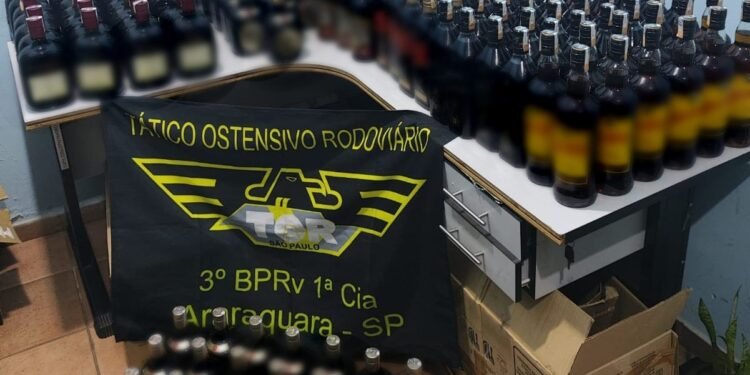 TÁTICO OSTENSIVO RODOVIÁRIO
TOR
SÃO PAULO
3º BPRv 1ª Cia
Araraquara - SP